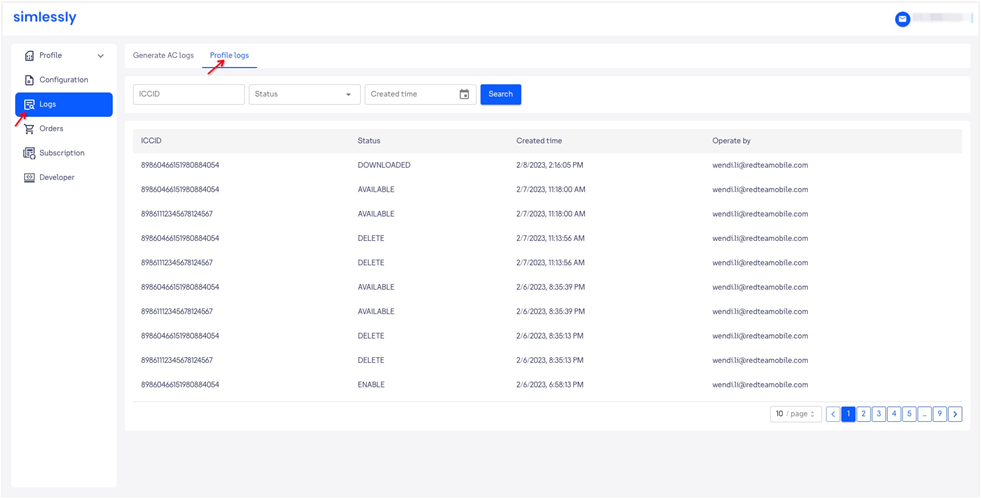 simlessly
Profile
Configuration
Logs
Orders
Subscription
Developer
Generate AC logs Profile logs
ICCID Status Created time Search
ICCID Status Created time Operate by
89860466151980884054 DOWNLOADED 2/8/2023, 2:16:05 PM wendi.li@redteamobile.com
89860466151980884054 AVAILABLE 2/7/2023, 11:18:00 AM wendi.li@redteamobile.com
89861112345678124567 AVAILABLE 2/7/2023, 11:18:00 AM wendi.li@redteamobile.com
89860466151980884054 DELETE 2/7/2023, 11:13:56 AM wendi.li@redteamobile.com
89861112345678124567 DELETE 2/7/2023, 11:13:56 AM wendi.li@redteamobile.com
89860466151980884054 AVAILABLE 2/6/2023, 8:35:39 PM wendi.li@redteamobile.com
89861112345678124567 AVAILABLE 2/6/2023, 8:35:39 PM wendi.li@redteamobile.com
89860466151980884054 DELETE 2/6/2023, 8:35:13 PM wendi.li@redteamobile.com
89861112345678124567 DELETE 2/6/2023, 8:35:13 PM wendi.li@redteamobile.com
89860466151980884054 ENABLE 2/6/2023, 6:58:13 PM wendi.li@redteamobile.com
10 / page 1 2 3 4 5 ... 9